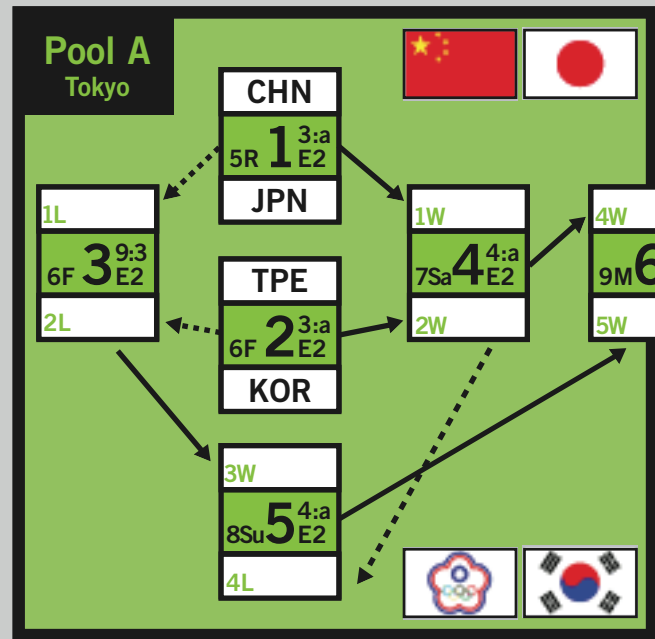 Pool A
Tokyo
CHN
5R 1 3:a E2
JPN
1L
6F 3 9:3 E2
2L
TPE
6F 2 3:a E2
KOR
1W
7Sa 4 4:a E2
2W
4W
9M 6
5W
3W
8Su 5 4:a E2
4L